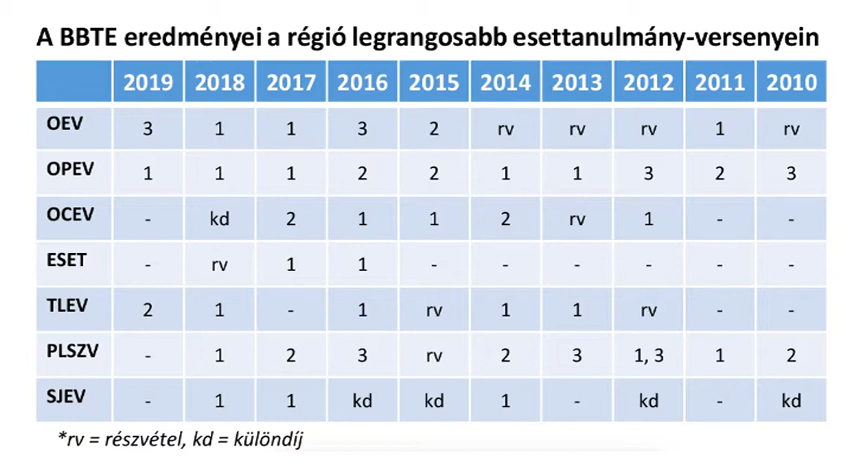 A BBTE eredményei a régió legrangosabb esettanulmány-versenyein
2019 2018 2017 2016 2015 2014 2013 2012 2011 2010
OEV 3 1 1 3 2 rv rv rv 1 rv
OPEV 1 1 1 2 2 1 1 3 2 3
OCEV - kd 2 1 1 2 rv 1 - -
ESET - rv 1 1 - - - - - -
TLEV 2 1 - 1 rv 1 1 rv - -
PLSZV - 1 2 3 rv 2 3 1, 3 1 2
SJEV - 1 1 kd kd 1 - kd - kd
*rv = részvétel, kd = különdíj